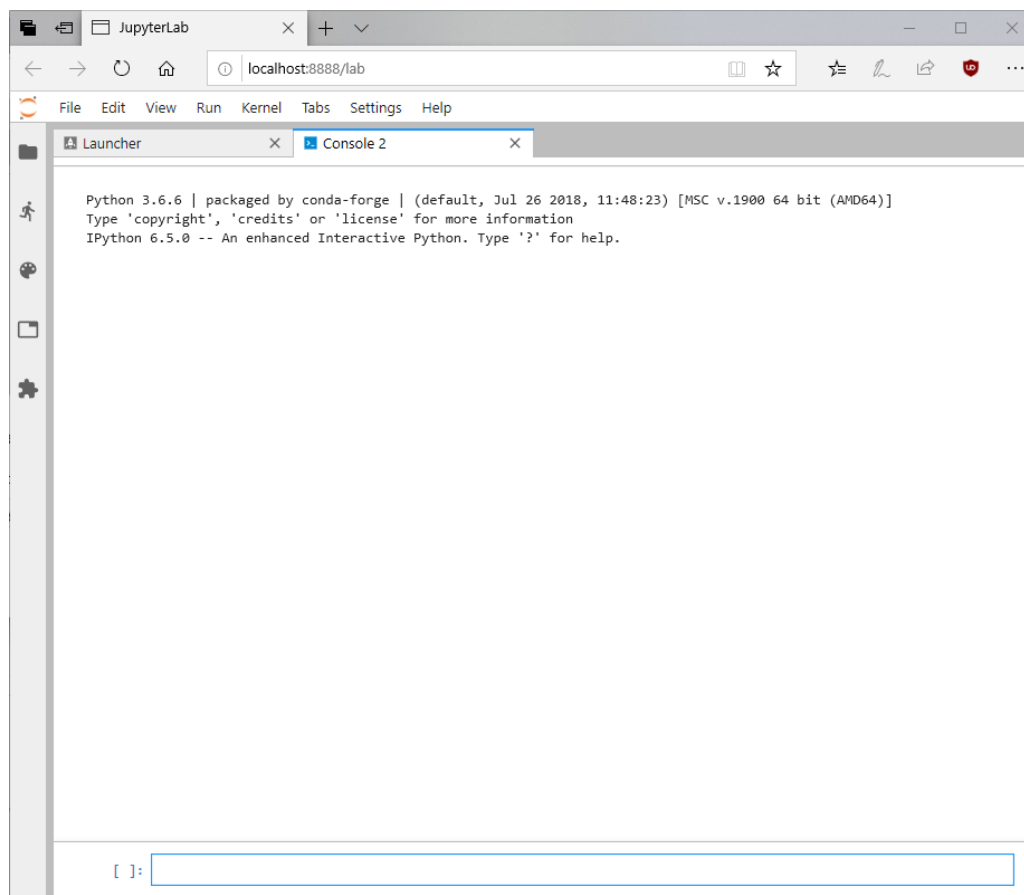 JupyterLab
localhost:8888/lab
File Edit View Run Kernel Tabs Settings Help
Launcher Console 2
Python 3.6.6 | packaged by conda-forge | (default, Jul 26 2018, 11:48:23) [MSC v.1900 64 bit (AMD64)]
Type 'copyright', 'credits' or 'license' for more information
IPython 6.5.0 -- An enhanced Interactive Python. Type '?' for help.
[ ]: